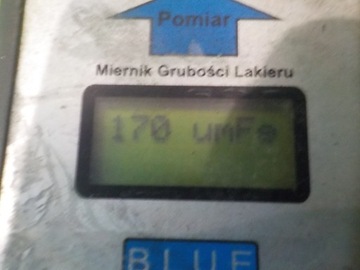 Pomiar
Miernik Grubości Lakieru
170 umFe
BLUE